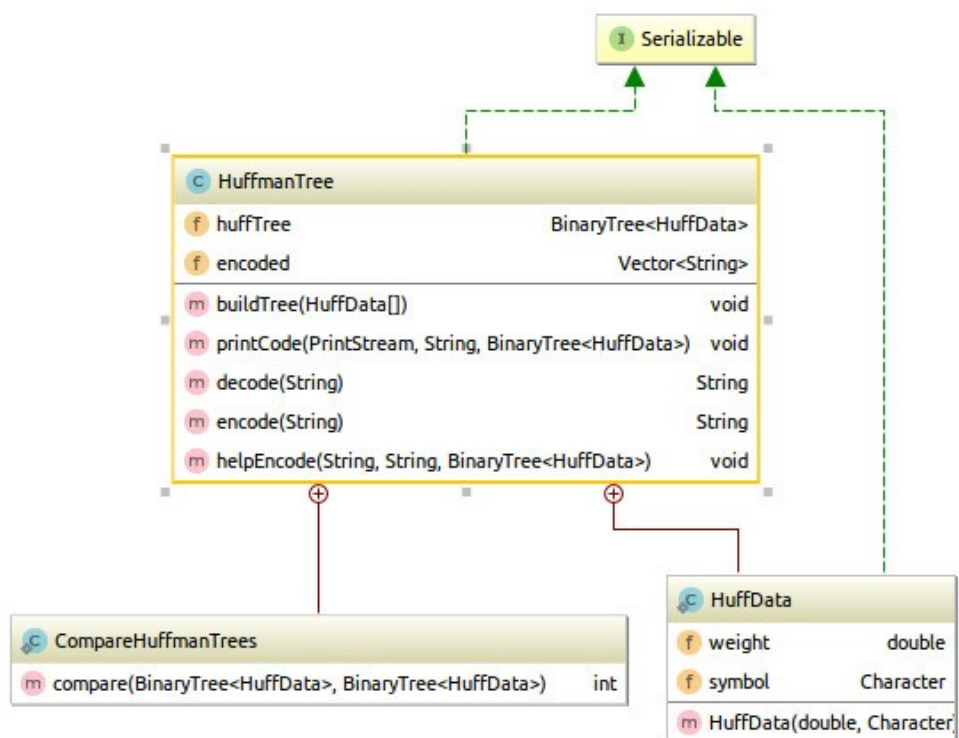 I Serializable
C HuffmanTree
f huffTree BinaryTree<HuffData>
f encoded Vector<String>
m buildTree(HuffData[]) void
m printCode(PrintStream, String, BinaryTree<HuffData>) void
m decode(String) String
m encode(String) String
m helpEncode(String, String, BinaryTree<HuffData>) void
C HuffData
f weight double
f symbol Character
m HuffData(double, Character)
C CompareHuffmanTrees
m compare(BinaryTree<HuffData>, BinaryTree<HuffData>) int